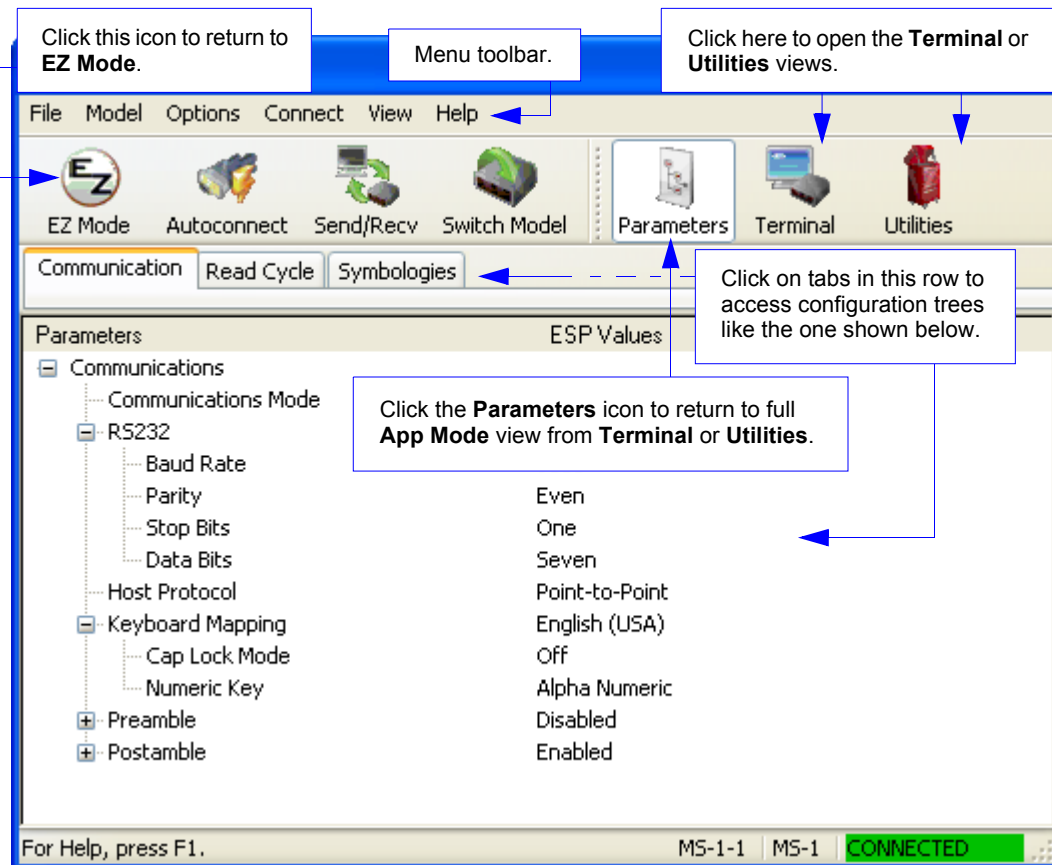 Click this icon to return to
EZ Mode.
Menu toolbar.
Click here to open the Terminal or
Utilities views.
File Model Options Connect View Help
EZ Mode Autoconnect Send/Recv Switch Model Parameters Terminal Utilities
Communication Read Cycle Symbologies
Click on tabs in this row to
access configuration trees
like the one shown below.
Parameters ESP Values
Communications
Communications Mode
Click the Parameters icon to return to full
App Mode view from Terminal or Utilities.
RS232
Baud Rate
Parity Even
Stop Bits One
Data Bits Seven
Host Protocol Point-to-Point
Keyboard Mapping English (USA)
Cap Lock Mode Off
Numeric Key Alpha Numeric
Preamble Disabled
Postamble Enabled
For Help, press F1. MS-1-1 MS-1 CONNECTED